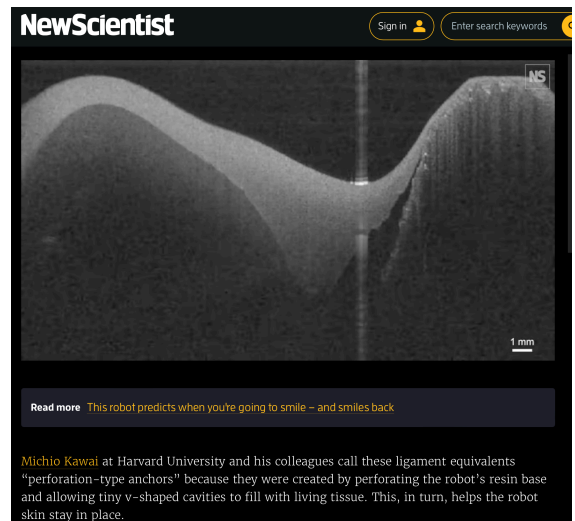 NewScientist
Sign in
Enter search keywords
NS
1 mm
Read more This robot predicts when you're going to smile – and smiles back
Michio Kawai at Harvard University and his colleagues call these ligament equivalents
“perforation-type anchors” because they were created by perforating the robot’s resin base
and allowing tiny v-shaped cavities to fill with living tissue. This, in turn, helps the robot
skin stay in place.